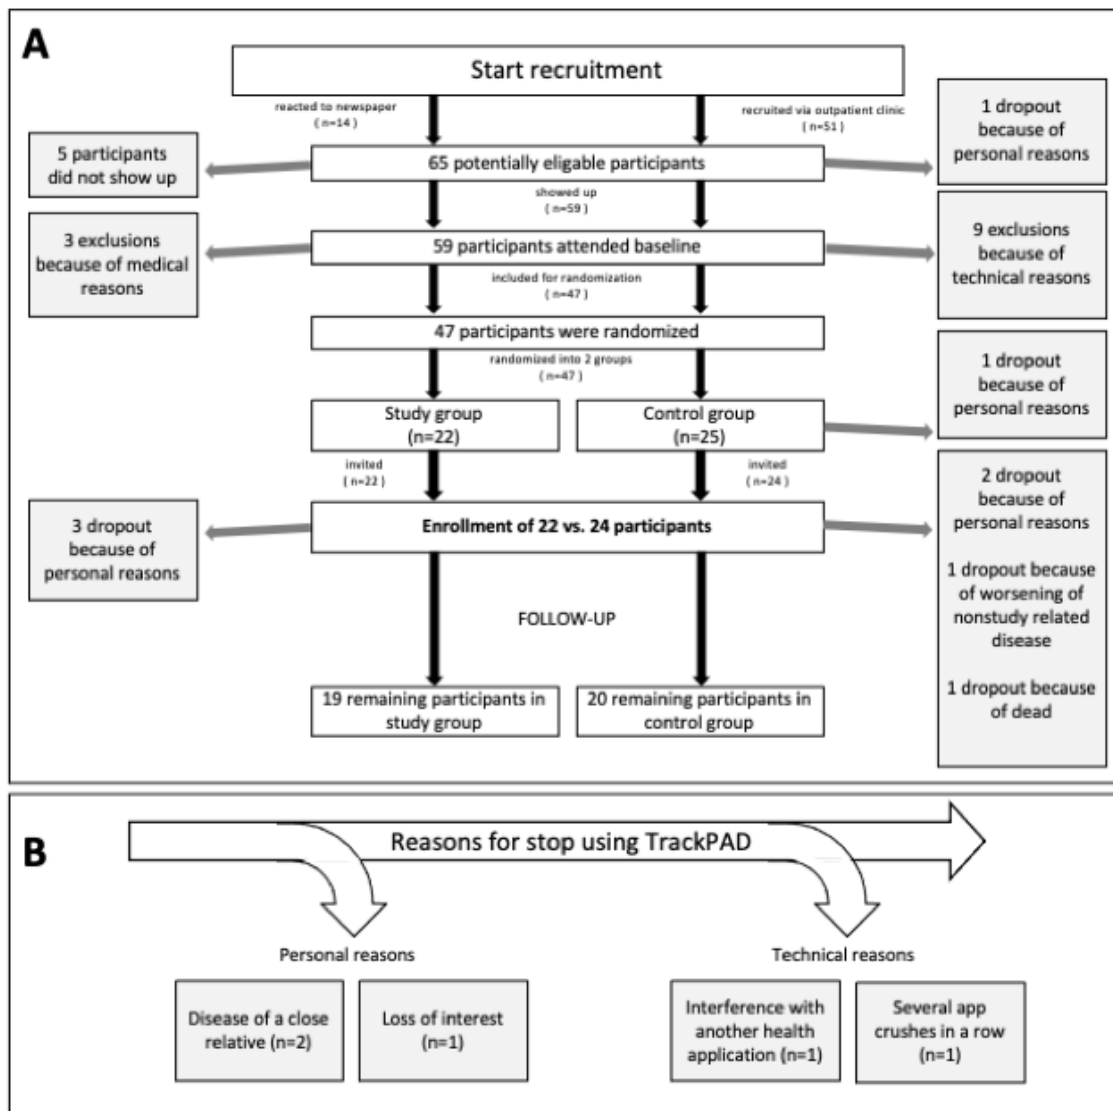 A
Start recruitment
reacted to newspaper
( n=14 )
recruited via outpatient clinic
( n=51 )
1 dropout
because of
personal reasons
5 participants
did not show up
65 potentially eligable participants
showed up
( n=59 )
3 exclusions
because of medical
reasons
59 participants attended baseline
9 exclusions
because of
technical reasons
included for randomization
( n=47 )
47 participants were randomized
randomized into 2 groups
( n=47 )
1 dropout
because of
personal reasons
Study group
(n=22)
Control group
(n=25)
invited
( n=22 )
invited
( n=24 )
3 dropout
because of
personal reasons
Enrollment of 22 vs. 24 participants
2 dropout
because of
personal reasons
1 dropout because
of worsening of
nonstudy related
disease
1 dropout because
of dead
FOLLOW-UP
19 remaining participants in
study group
20 remaining participants in
control group
B
Reasons for stop using TrackPAD
Personal reasons
Technical reasons
Disease of a close
relative (n=2)
Loss of interest
(n=1)
Interference with
another health
application (n=1)
Several app
crushes in a row
(n=1)